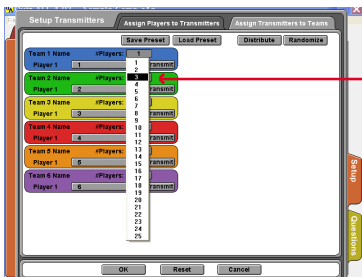 Setup Transmitters
Assign Players to Transmitters
Assign Transmitters to Teams
Save Preset
Load Preset
Distribute
Randomize
Team 1 Name #Players: 1
Player 1 1 Transmit
Team 2 Name #Players:
Player 1 2 ransmit
Team 3 Name #Players:
Player 1 3 ransmit
Team 4 Name #Players:
Player 1 4 ransmit
Team 5 Name #Players:
Player 1 5 ransmit
Team 6 Name #Players:
Player 1 6 ransmit
1
2
3
4
5
6
7
8
9
10
11
12
13
14
15
16
17
18
19
20
21
22
23
24
25
Setup
Questions
OK
Reset
Cancel